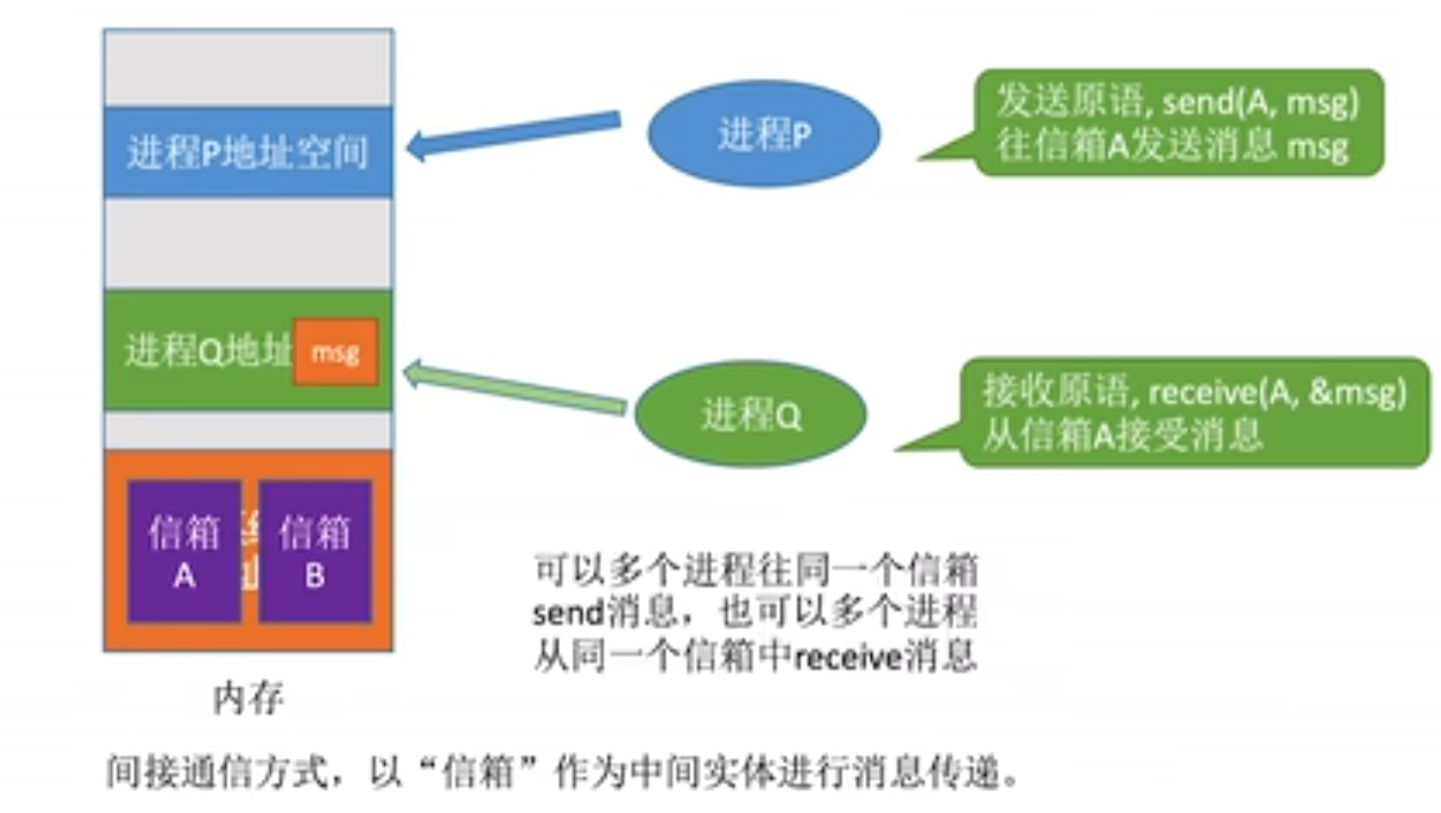 进程P地址空间
进程P
发送原语, send(A, msg)
往信箱A发送消息 msg
进程Q地址
msg
进程Q
接收原语, receive(A, &msg)
从信箱A接受消息
信箱
A
信箱
B
可以多个进程往同一个信箱
send消息，也可以多个进程
从同一个信箱中receive消息
内存
间接通信方式，以“信箱”作为中间实体进行消息传递。